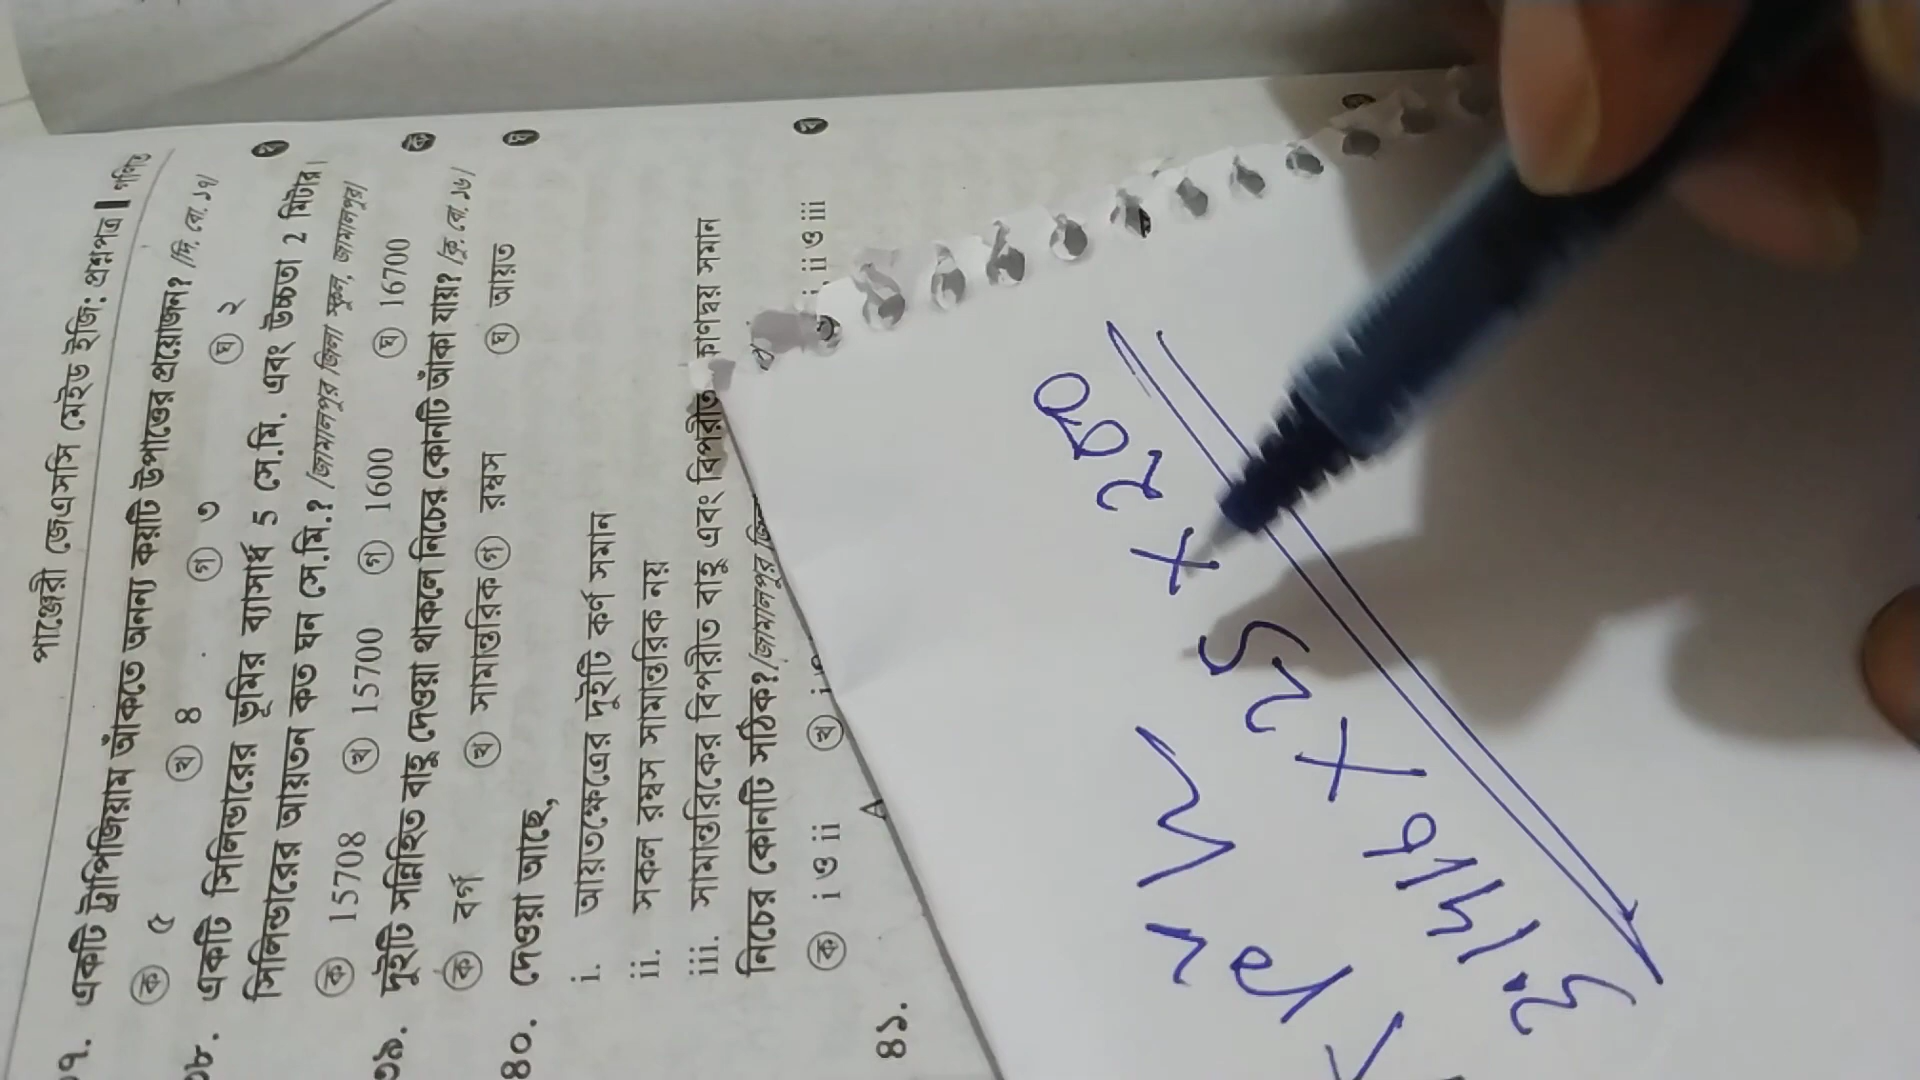 পাঞ্জেরী জেএসসি মেইড ইজি: প্রশ্নপত্র ❙ গণিত
৩৭. একটি ট্রাপিজিয়াম আঁকতে অনন্য কয়টি উপাত্তের প্রয়োজন? [দি. বো. ১৭]
ক ৫ খ ৪ গ ৩ ঘ ২ খ
৩৮. একটি সিলিন্ডারের ভূমির ব্যাসার্ধ 5 সে.মি. এবং উচ্চতা 2 মিটার।
সিলিন্ডারের আয়তন কত ঘন সে.মি.? [জামালপুর জিলা স্কুল, জামালপুর]
ক 15708 খ 15700 গ 1600 ঘ 16700 ক
৩৯. দুইটি সন্নিহিত বাহু দেওয়া থাকলে নিচের কোনটি আঁকা যায়? [কু. বো. ১৬]
ক বর্গ খ সামান্তরিক গ রম্বস ঘ আয়ত ঘ
৪০. দেওয়া আছে,
i. আয়তক্ষেত্রের দুইটি কর্ণ সমান
ii. সকল রম্বস সামান্তরিক নয়
iii. সামান্তরিকের বিপরীত বাহু এবং বিপরীত কোণদ্বয় সমান
নিচের কোনটি সঠিক? [জামালপুর
ক i ও ii খ i, ii ও iii খ
৪১. A
πr²h
3.1416 × 5² × 200